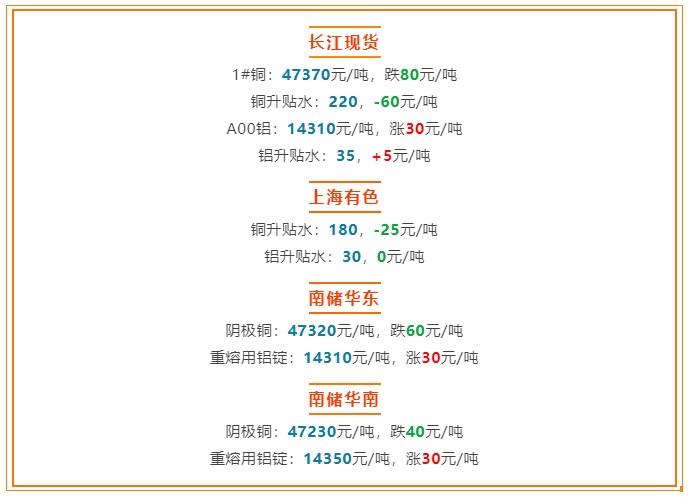 长江现货
1#铜：47370元/吨，跌80元/吨
铜升贴水：220，-60元/吨
A00铝：14310元/吨，涨30元/吨
铝升贴水：35，+5元/吨
上海有色
铜升贴水：180，-25元/吨
铝升贴水：30，0元/吨
南储华东
阴极铜：47320元/吨，跌60元/吨
重熔用铝锭：14310元/吨，涨30元/吨
南储华南
阴极铜：47230元/吨，跌40元/吨
重熔用铝锭：14350元/吨，涨30元/吨